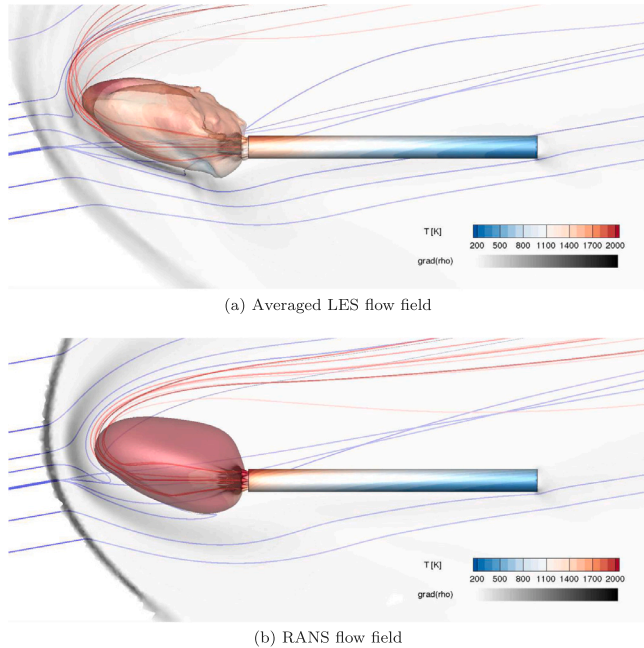 T [K]
200 500 800 1100 1400 1700 2000
grad(rho)
(a) Averaged LES flow field
T [K]
200 500 800 1100 1400 1700 2000
grad(rho)
(b) RANS flow field